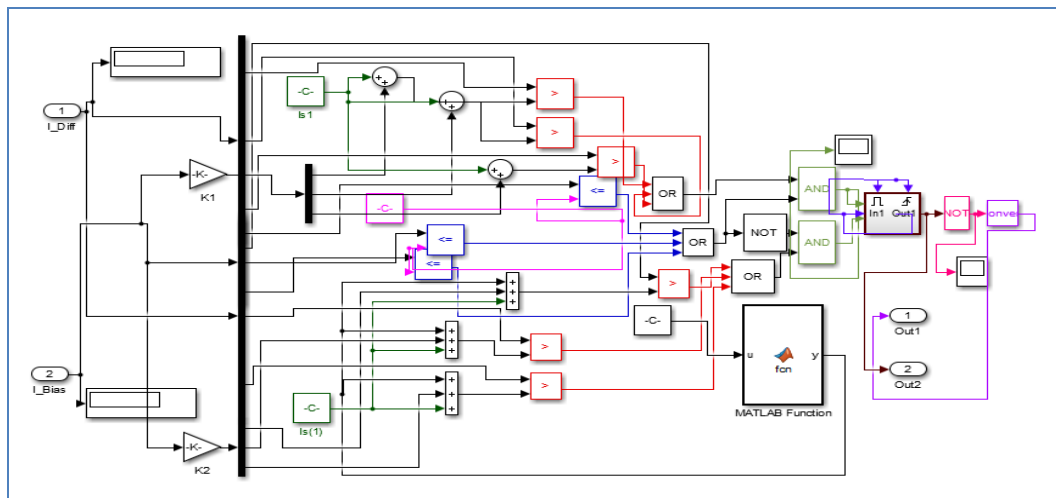 1
I_Diff
-K-
K1
-C-
Is1
+
+
+
+
+
+
-C-
>
>
>
<=
<=
<=
OR
OR
NOT
OR
>
AND
AND
In1
Out1
NOT
onver
+
+
+
+
+
+
+
+
+
-C-
>
>
u
fcn
y
MATLAB Function
1
Out1
2
Out2
2
I_Bias
-C-
Is(1)
-K-
K2